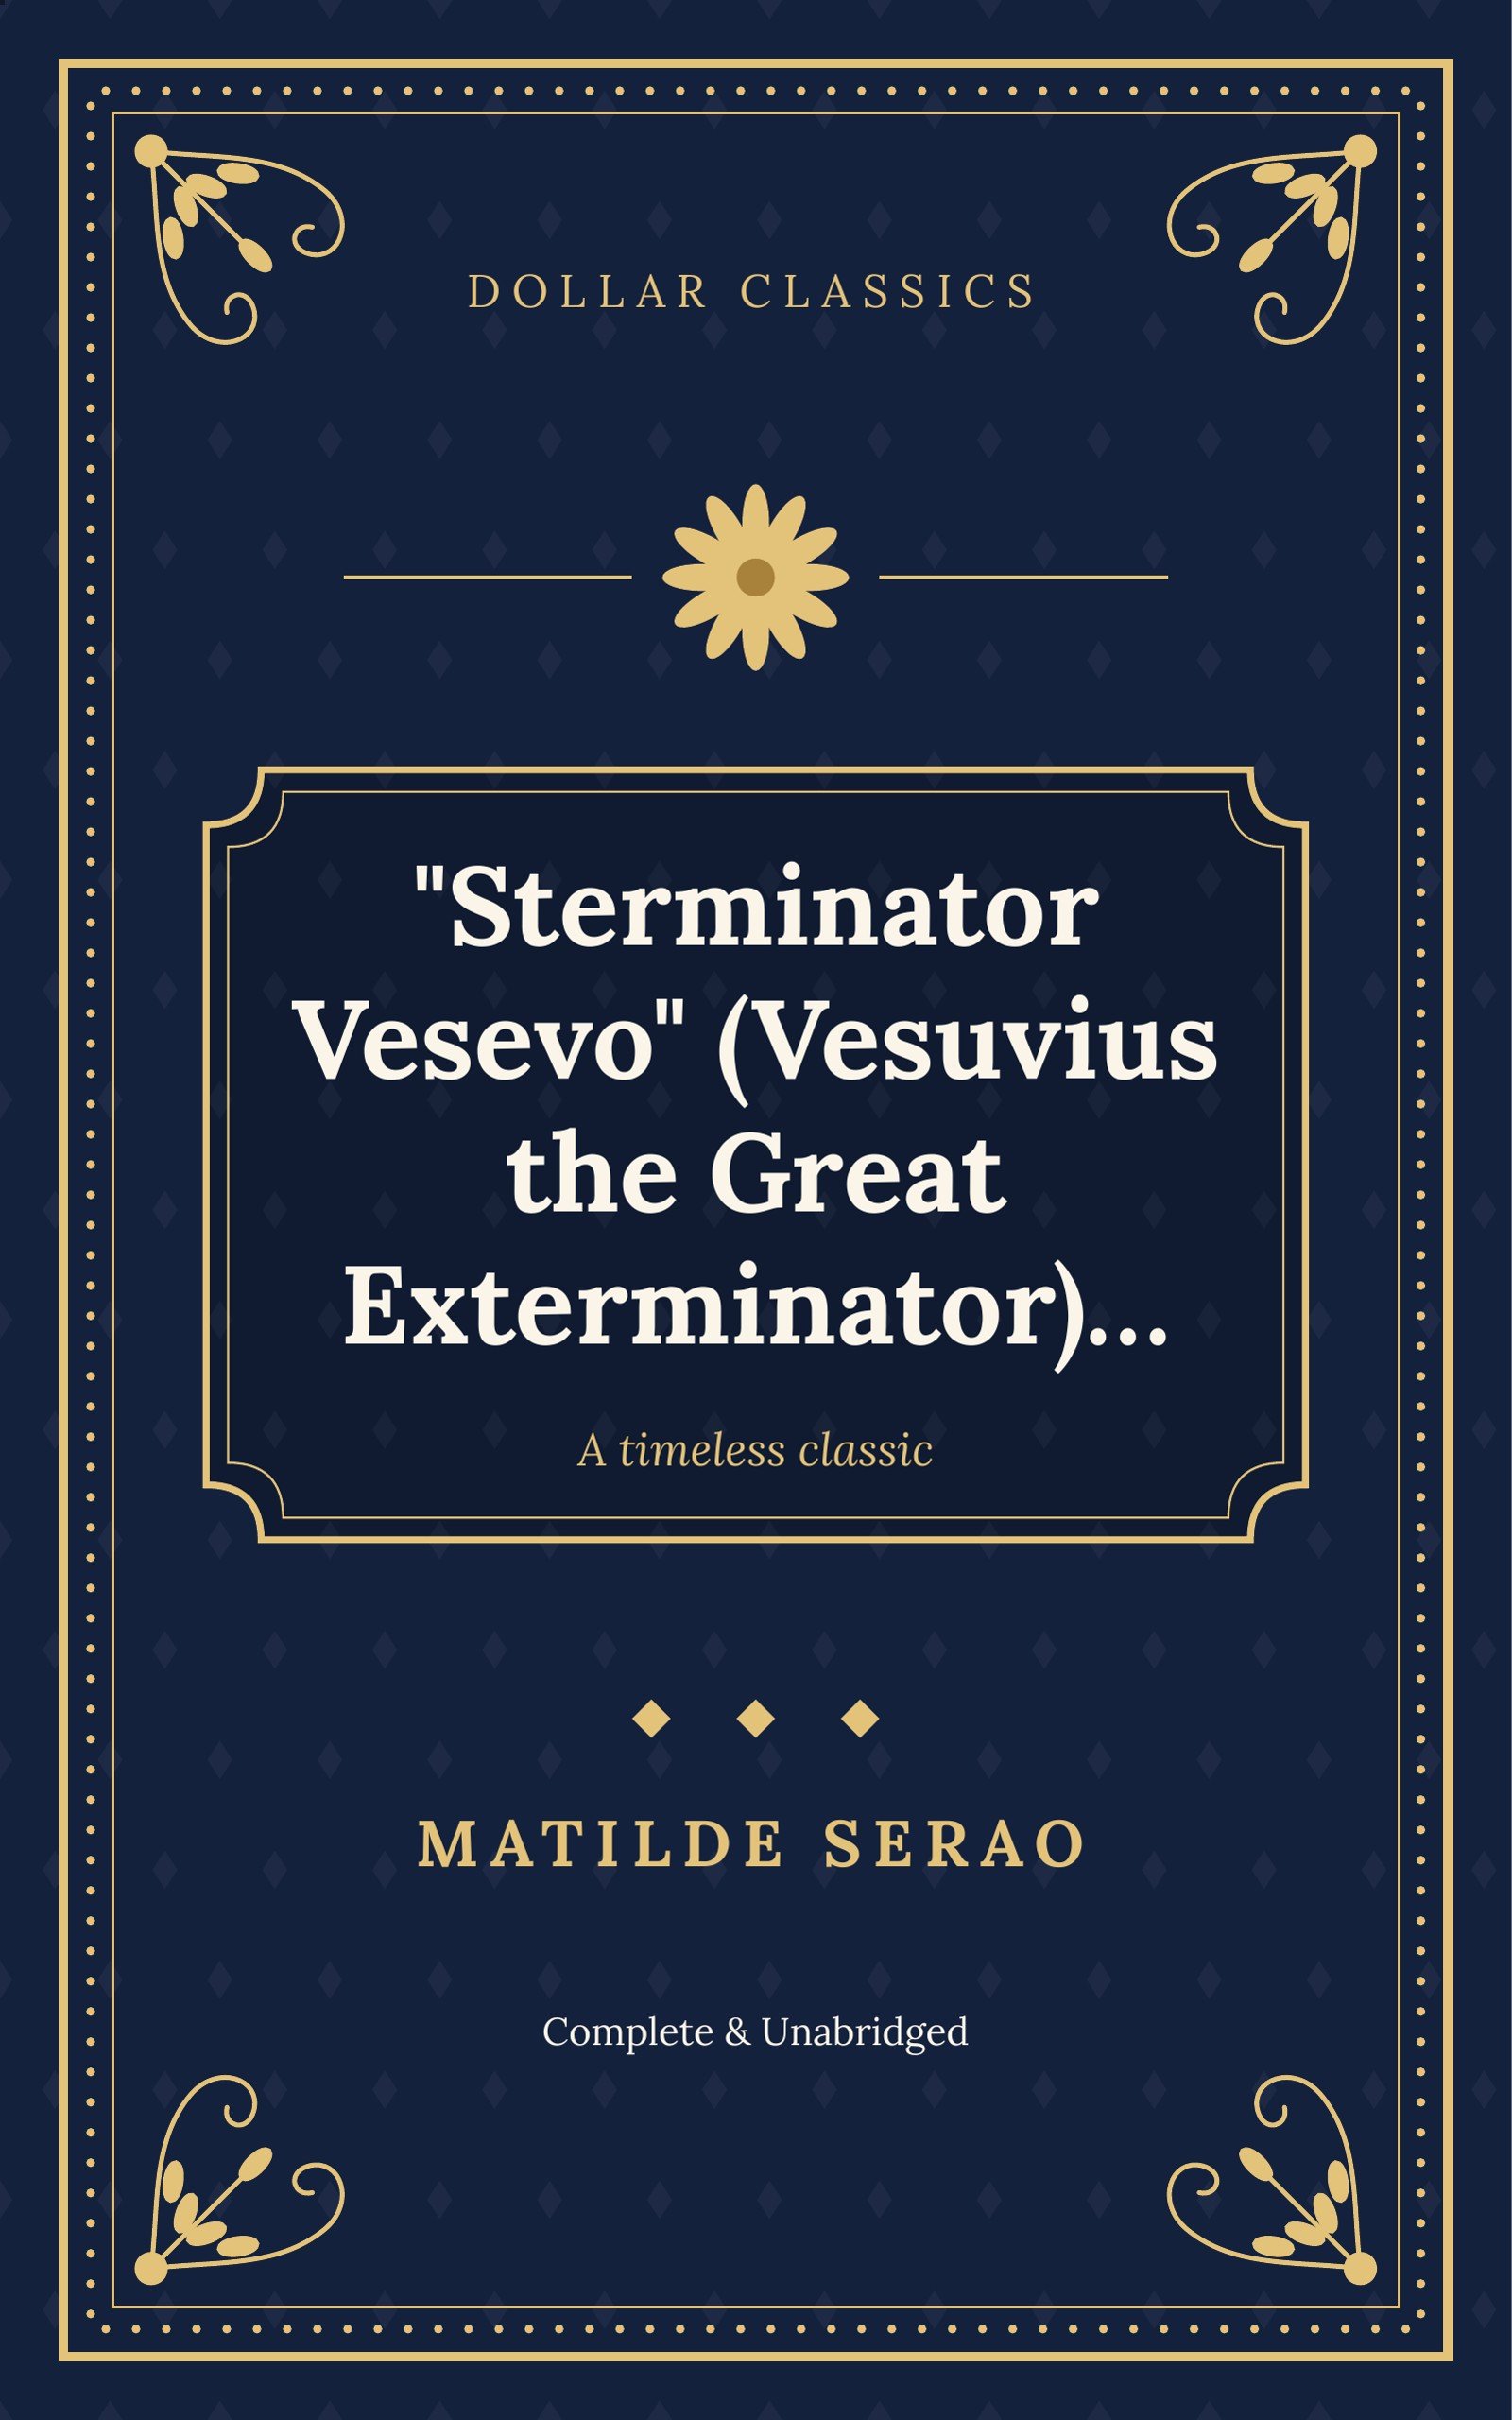 DOLLAR CLASSICS
"Sterminator
Vesevo" (Vesuvius
the Great
Exterminator)...
A timeless classic
MATILDE SERAO
Complete & Unabridged